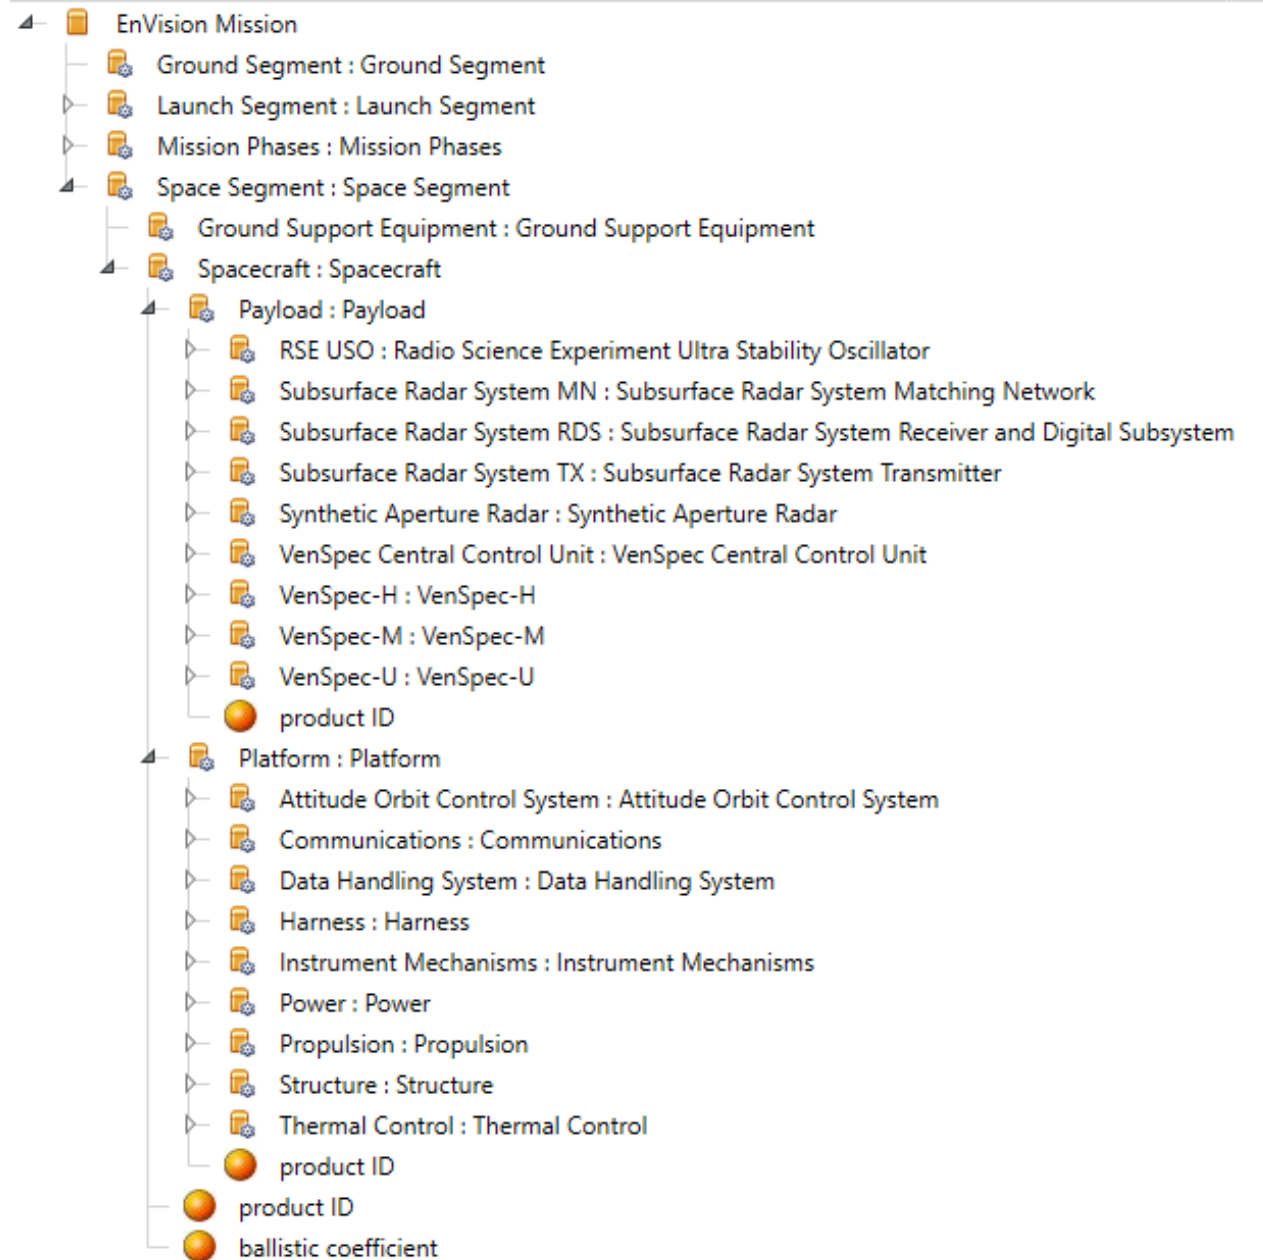 EnVision Mission
Ground Segment : Ground Segment
Launch Segment : Launch Segment
Mission Phases : Mission Phases
Space Segment : Space Segment
Ground Support Equipment : Ground Support Equipment
Spacecraft : Spacecraft
Payload : Payload
RSE USO : Radio Science Experiment Ultra Stability Oscillator
Subsurface Radar System MN : Subsurface Radar System Matching Network
Subsurface Radar System RDS : Subsurface Radar System Receiver and Digital Subsystem
Subsurface Radar System TX : Subsurface Radar System Transmitter
Synthetic Aperture Radar : Synthetic Aperture Radar
VenSpec Central Control Unit : VenSpec Central Control Unit
VenSpec-H : VenSpec-H
VenSpec-M : VenSpec-M
VenSpec-U : VenSpec-U
product ID
Platform : Platform
Attitude Orbit Control System : Attitude Orbit Control System
Communications : Communications
Data Handling System : Data Handling System
Harness : Harness
Instrument Mechanisms : Instrument Mechanisms
Power : Power
Propulsion : Propulsion
Structure : Structure
Thermal Control : Thermal Control
product ID
product ID
ballistic coefficient